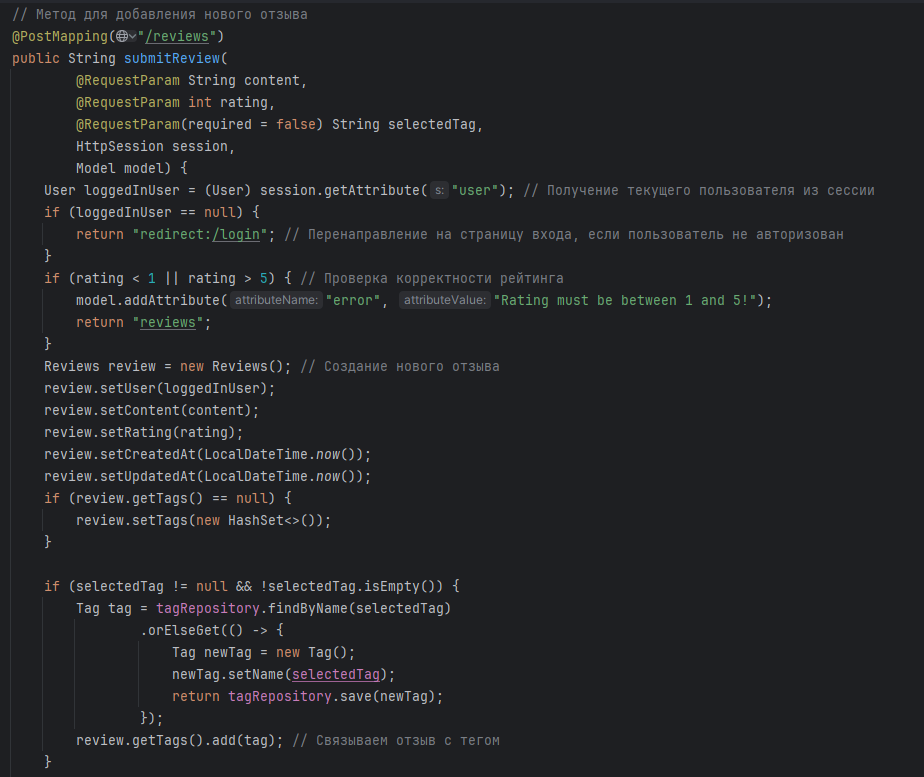 // Метод для добавления нового отзыва
@PostMapping("/reviews")
public String submitReview(
@RequestParam String content,
@RequestParam int rating,
@RequestParam(required = false) String selectedTag,
HttpSession session,
Model model) {
User loggedInUser = (User) session.getAttribute( s: "user"); // Получение текущего пользователя из сессии
if (loggedInUser == null) {
return "redirect:/login"; // Перенаправление на страницу входа, если пользователь не авторизован
}
if (rating < 1 || rating > 5) { // Проверка корректности рейтинга
model.addAttribute( attributeName: "error", attributeValue: "Rating must be between 1 and 5!");
return "reviews";
}
Reviews review = new Reviews(); // Создание нового отзыва
review.setUser(loggedInUser);
review.setContent(content);
review.setRating(rating);
review.setCreatedAt(LocalDateTime.now());
review.setUpdatedAt(LocalDateTime.now());
if (review.getTags() == null) {
review.setTags(new HashSet<>());
}
if (selectedTag != null && !selectedTag.isEmpty()) {
Tag tag = tagRepository.findByName(selectedTag)
.orElseGet(() -> {
Tag newTag = new Tag();
newTag.setName(selectedTag);
return tagRepository.save(newTag);
});
review.getTags().add(tag); // Связываем отзыв с тегом
}